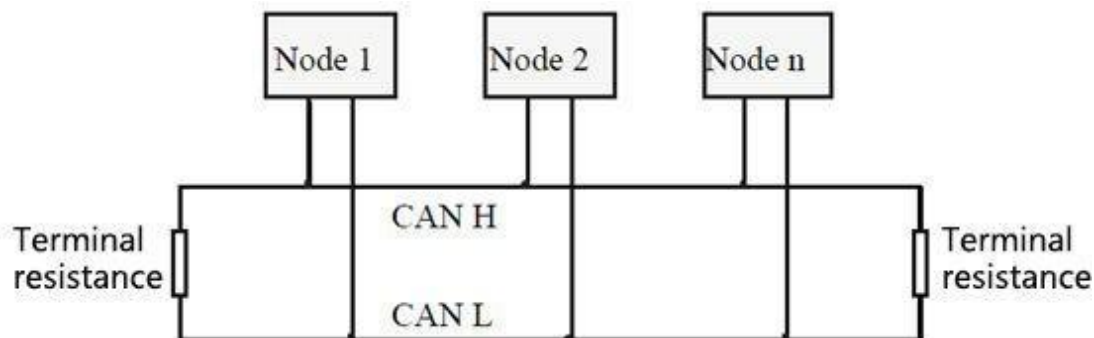 Node 1
Node 2
Node n
CAN H
Terminal
resistance
Terminal
resistance
CAN L